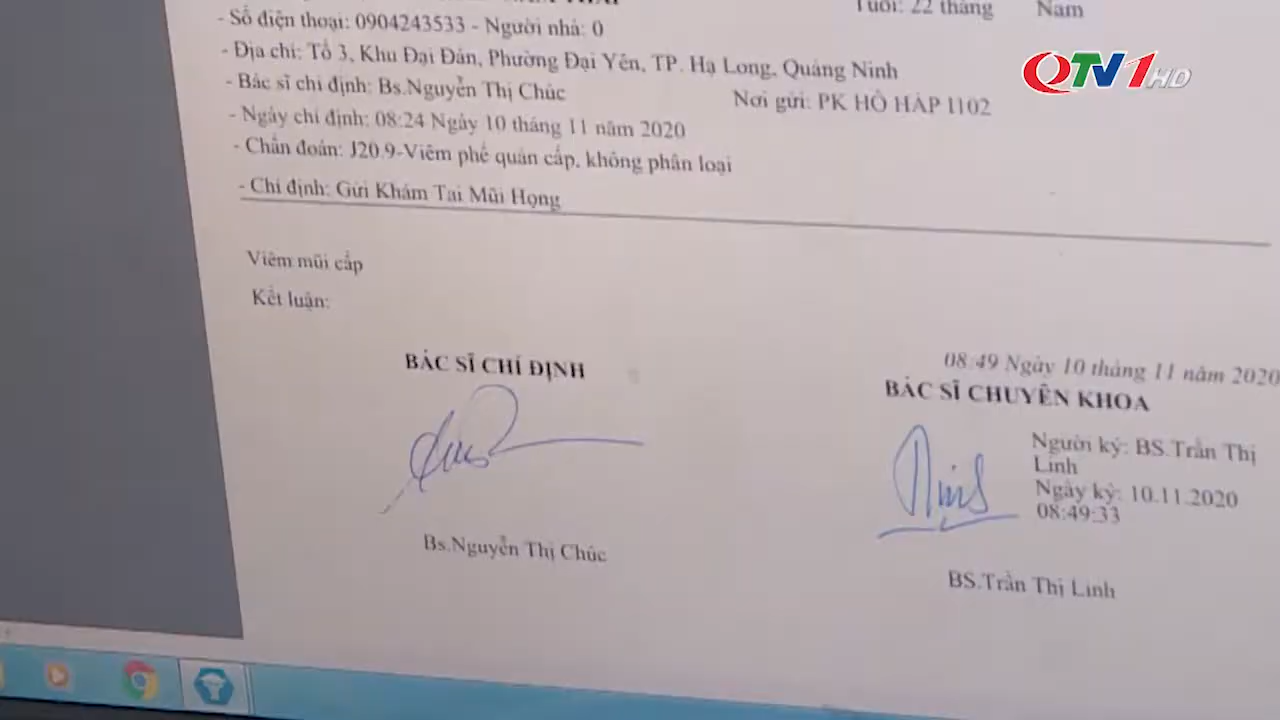 Tuổi: 22 tháng Nam
- Số điện thoại: 0904243533 - Người nhà: 0
- Địa chỉ: Tổ 3, Khu Đại Đán, Phường Đại Yên, TP. Hạ Long, Quảng Ninh
- Bác sĩ chỉ định: Bs.Nguyễn Thị Chúc Nơi gửi: PK HÔ HẤP 1102
- Ngày chỉ định: 08:24 Ngày 10 tháng 11 năm 2020
- Chẩn đoán: J20.9-Viêm phế quản cấp, không phân loại
- Chỉ định: Gửi Khám Tai Mũi Họng
Viêm mũi cấp
Kết luận:
08:49 Ngày 10 tháng 11 năm 2020
BÁC SĨ CHỈ ĐỊNH BÁC SĨ CHUYÊN KHOA
Người ký: BS.Trần Thị
Linh
Ngày ký: 10.11.2020
08:49:33
Bs.Nguyễn Thị Chúc BS.Trần Thị Linh
QTV1HD